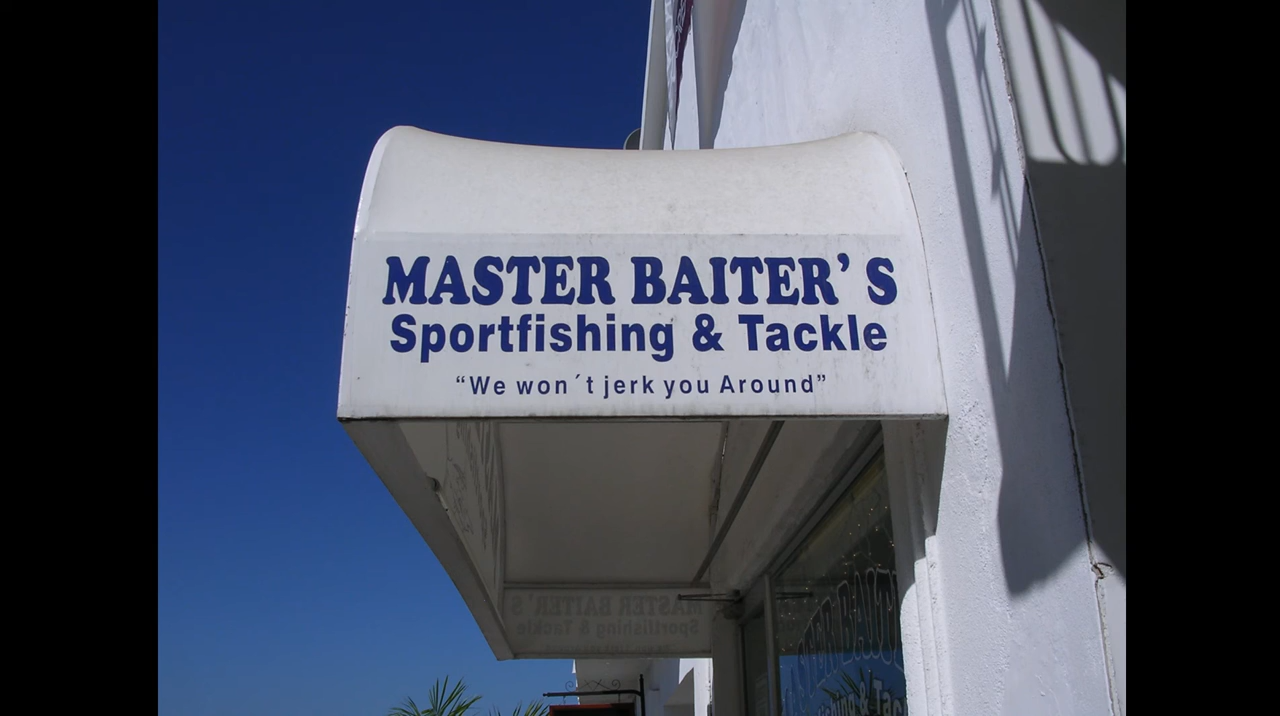 MASTER BAITER'S
Sportfishing & Tackle
“We won´t jerk you Around”
MASTER BAITER'S
Sportfishing & Tackle